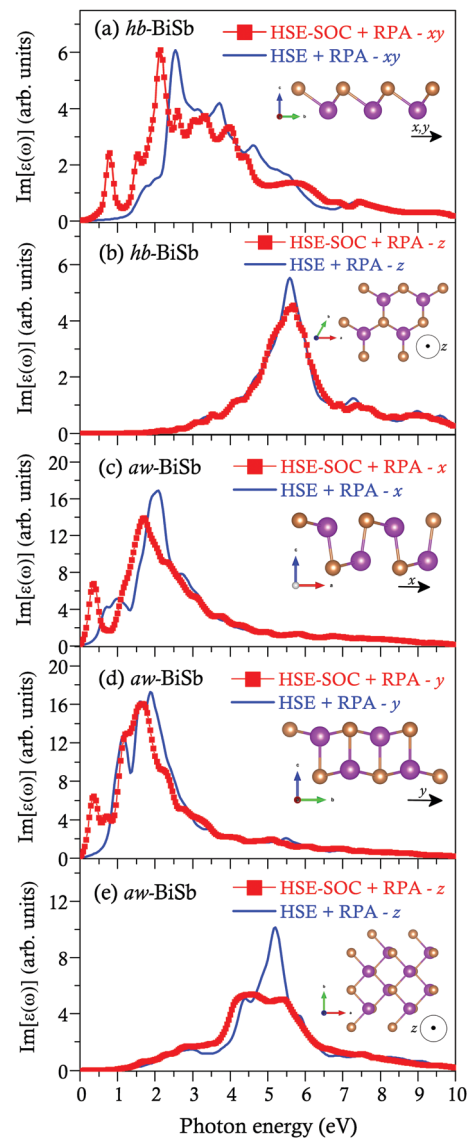 (a) hb-BiSb
HSE-SOC + RPA - xy
HSE + RPA - xy
x,y
6
4
2
0
Im[ε(ω)] (arb. units)
(b) hb-BiSb
HSE-SOC + RPA - z
HSE + RPA - z
z
6
4
2
0
Im[ε(ω)] (arb. units)
(c) aw-BiSb
HSE-SOC + RPA - x
HSE + RPA - x
x
20
16
12
8
4
0
Im[ε(ω)] (arb. units)
(d) aw-BiSb
HSE-SOC + RPA - y
HSE + RPA - y
y
20
16
12
8
4
0
Im[ε(ω)] (arb. units)
(e) aw-BiSb
HSE-SOC + RPA - z
HSE + RPA - z
z
12
8
4
0
Im[ε(ω)] (arb. units)
0 1 2 3 4 5 6 7 8 9 10
Photon energy (eV)